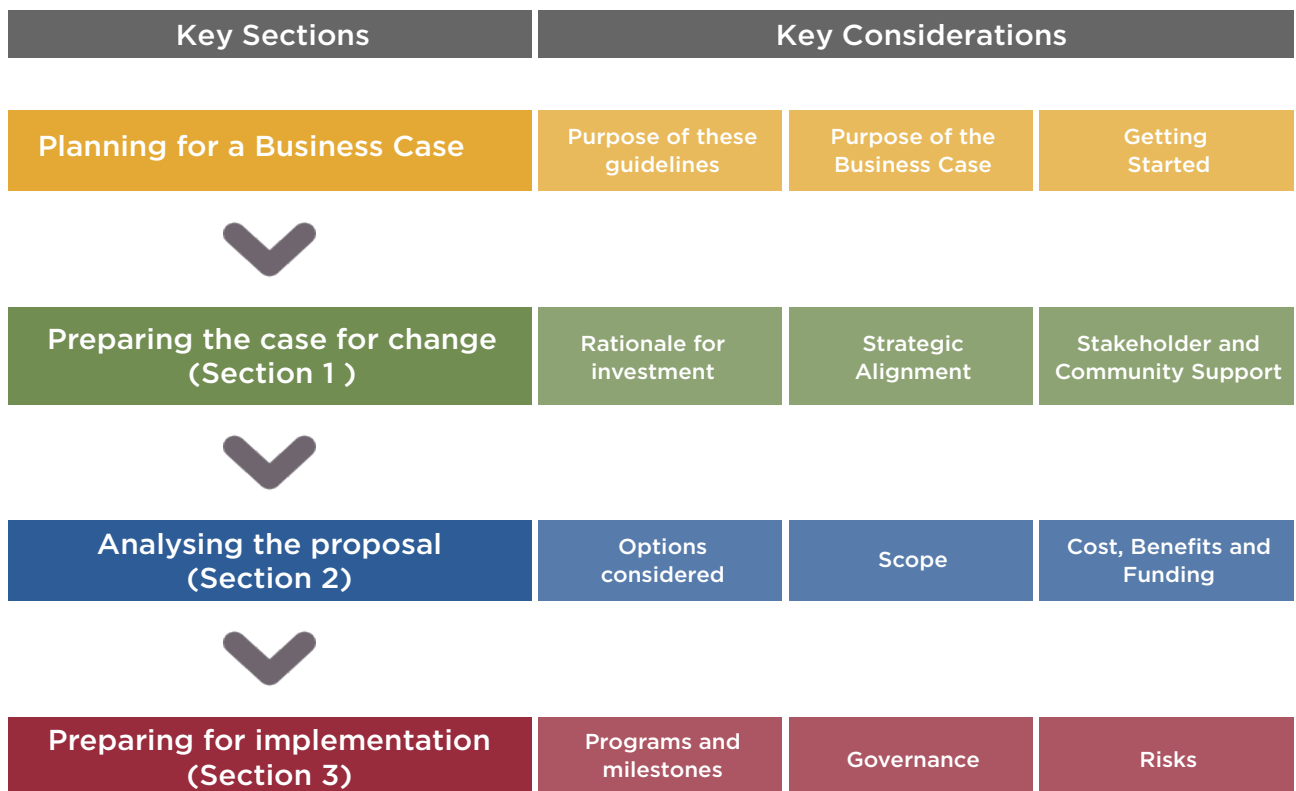 Key Sections
Key Considerations
Planning for a Business Case
Purpose of these
guidelines
Purpose of the
Business Case
Getting
Started
Preparing the case for change
(Section 1 )
Rationale for
investment
Strategic
Alignment
Stakeholder and
Community Support
Analysing the proposal
(Section 2)
Options
considered
Scope
Cost, Benefits and
Funding
Preparing for implementation
(Section 3)
Programs and
milestones
Governance
Risks